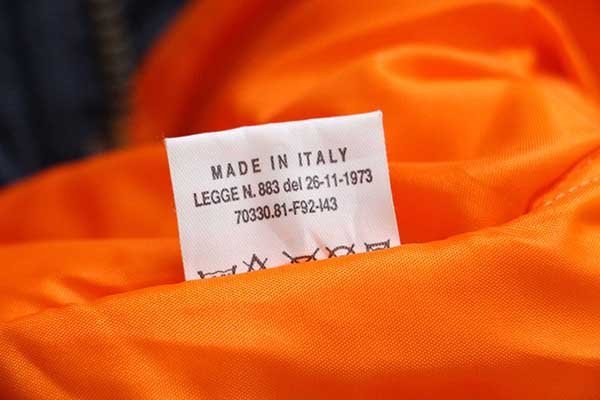 MADE IN ITALY
LEGGE N. 883 del 26-11-1973
70330.81-F92-I43